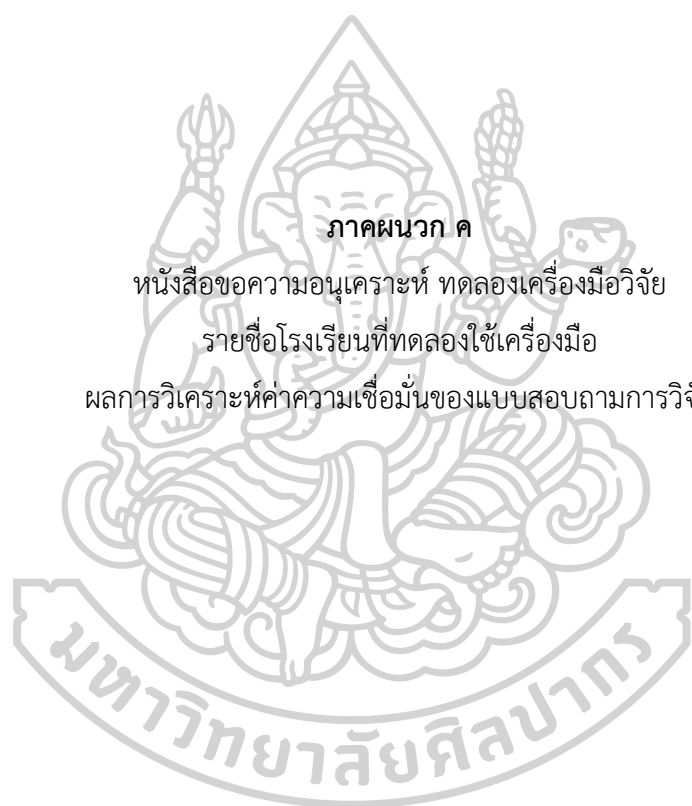 ภาคผนวก ค
หนังสือขอความอนุเคราะห์ ทดลองเครื่องมือวิจัย
รายชื่อโรงเรียนที่ทดลองใช้เครื่องมือ
ผลการวิเคราะห์ค่าความเชื่อมั่นของแบบสอบถามการวิจั
มหาวิทยาลัยศิลปากร